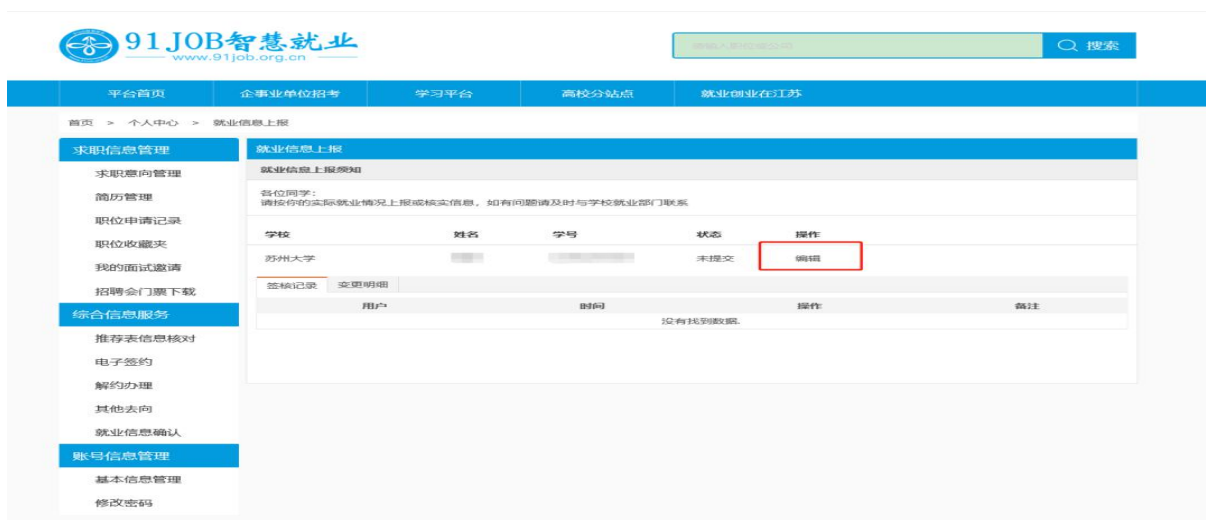 91JOB智慧就业
www.91job.org.cn
搜索
平台首页 企事业单位招考 学习平台 高校分站点 就业创业在江苏
首页 > 个人中心 > 就业信息上报
求职信息管理
求职意向管理
简历管理
职位申请记录
职位收藏夹
我的面试邀请
招聘会门票下载
综合信息服务
推荐表信息核对
电子签约
解约办理
其他去向
就业信息确认
账号信息管理
基本信息管理
修改密码
就业信息上报
就业信息上报须知
各位同学:
请按你的实际就业情况上报或核实信息，如有问题请及时与学校就业部门联系
学校 姓名 学号 状态 操作
苏州大学 未提交 编辑
签核记录 变更明细
用户 时间 操作 备注
没有找到数据.